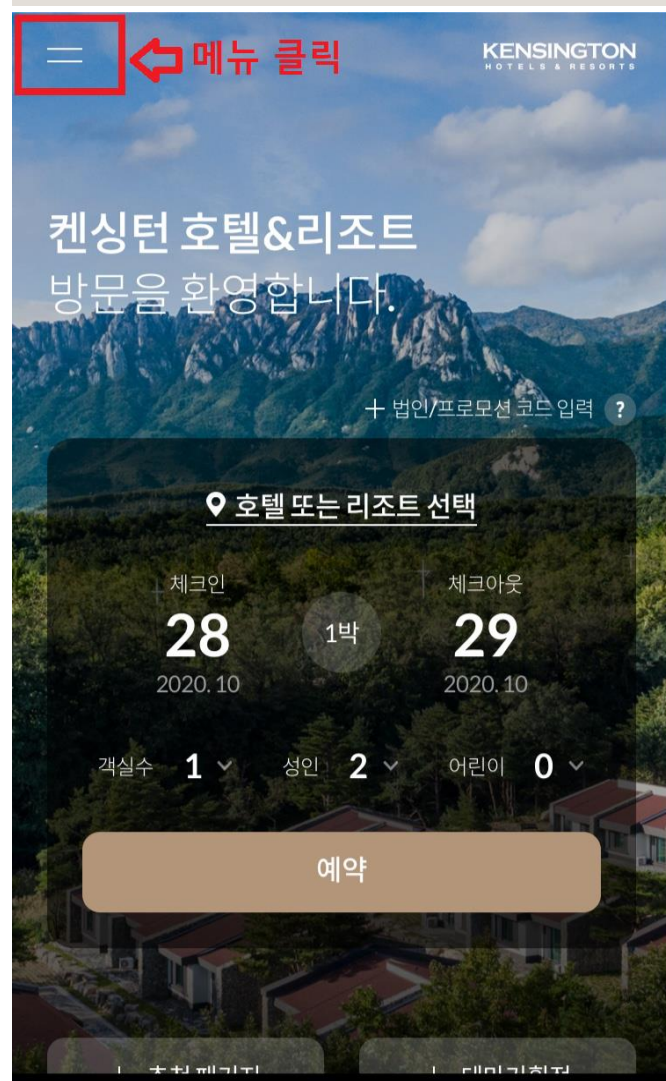 메뉴 클릭
KENSINGTON
HOTELS & RESORTS
켄싱턴 호텔&리조트
방문을 환영합니다.
+ 법인/프로모션 코드 입력 ?
호텔 또는 리조트 선택
체크인 체크아웃
28 1박 29
2020. 10 2020. 10
객실수 1 성인 2 어린이 0
예약